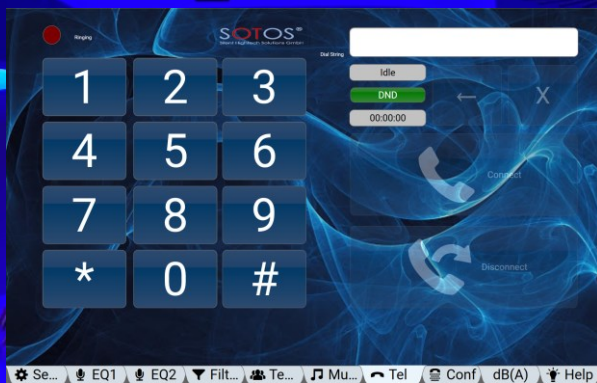 Ringing
SQTOS®
Dial String
Idle
DND
00:00:00
X
1 2 3
4 5 6
7 8 9
* 0 #
Connect
Disconnect
Se... EQ1 EQ2 Filt... Te... Mu... Tel Conf dB(A) Help